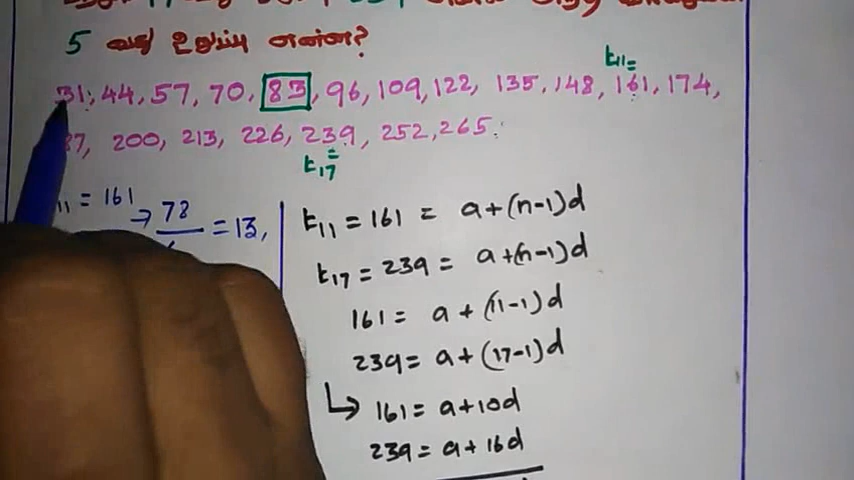 5 வது உறுப்பு என்ன?
t11=
31, 44, 57, 70, 83, 96, 109, 122, 135, 148, 161, 174,
87, 200, 213, 226, 239, 252, 265
t17
11 = 161
→ 78 = 13,
t11 = 161 = a+(n-1)d
t17 = 239 = a+(n-1)d
161 = a + (11-1)d
239 = a + (17-1)d
↳ 161 = a+10d
239 = a + 16d